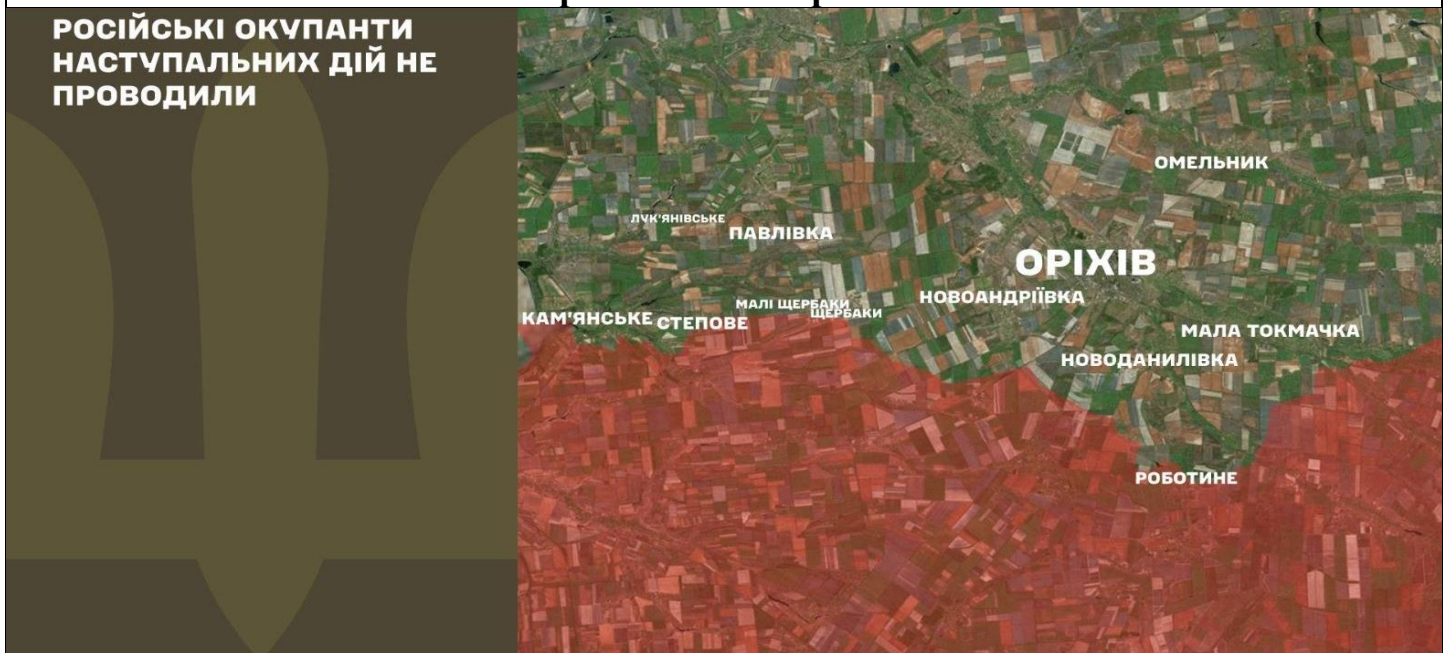 РОСІЙСЬКІ ОКУПАНТИ
НАСТУПАЛЬНИХ ДІЙ НЕ
ПРОВОДИЛИ
ОМЕЛЬНИК
ЛУК'ЯНІВСЬКЕ
ПАВЛІВКА
ОРІХІВ
НОВОАНДРІЇВКА
МАЛІ ЩЕРБАКИ
ЩЕРБАКИ
КАМ'ЯНСЬКЕ
СТЕПОВЕ
МАЛА ТОКМАЧКА
НОВОДАНИЛІВКА
РОБОТИНЕ